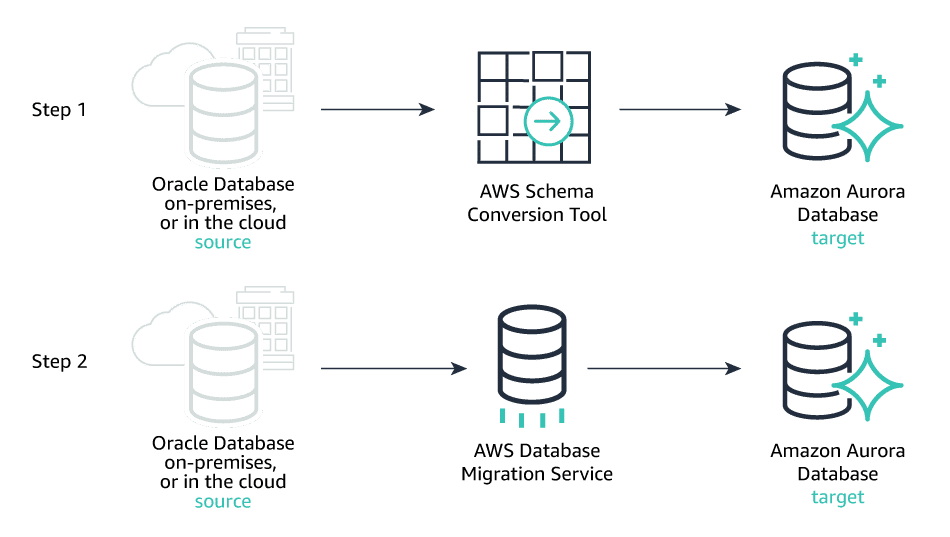 Step 1
Oracle Database
on-premises,
or in the cloud
source
AWS Schema
Conversion Tool
Amazon Aurora
Database
target
Step 2
Oracle Database
on-premises,
or in the cloud
source
AWS Database
Migration Service
Amazon Aurora
Database
target